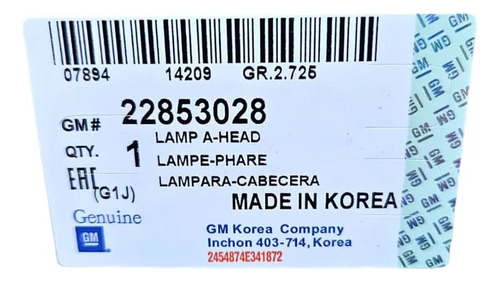 07894 14209 GR.2.725
GM# 22853028
LAMP A-HEAD
QTY. 1 LAMPE-PHARE
EAC (G1J) LAMPARA-CABECERA
MADE IN KOREA
Genuine
GM
GM Korea Company
Inchon 403-714, Korea
2454874E341872